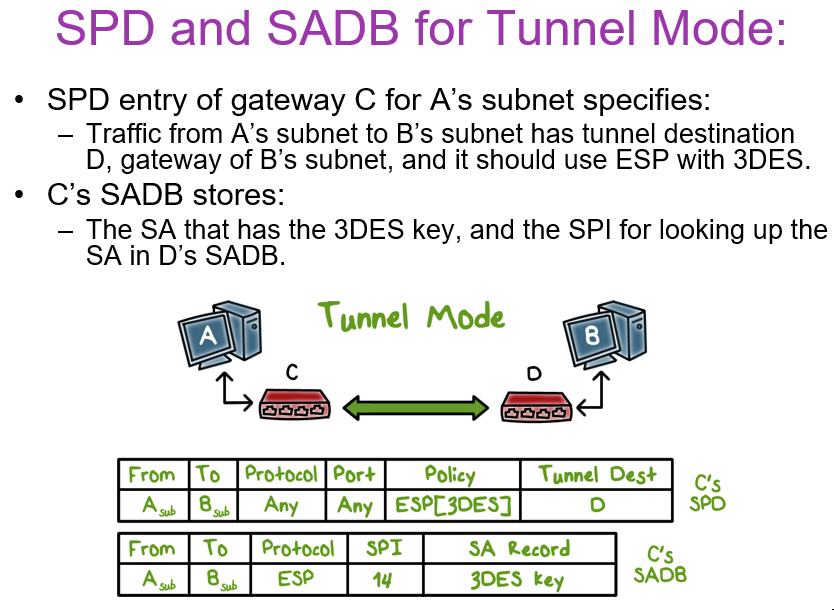 SPD and SADB for Tunnel Mode:
• SPD entry of gateway C for A's subnet specifies:
– Traffic from A's subnet to B's subnet has tunnel destination
D, gateway of B's subnet, and it should use ESP with 3DES.
• C's SADB stores:
– The SA that has the 3DES key, and the SPI for looking up the
SA in D's SADB.
Tunnel Mode
A
B
C
D
From To Protocol Port Policy Tunnel Dest
A sub B sub Any Any ESP[3DES] D
C's
SPD
From To Protocol SPI SA Record
A sub B sub ESP 14 3DES key
C's
SADB